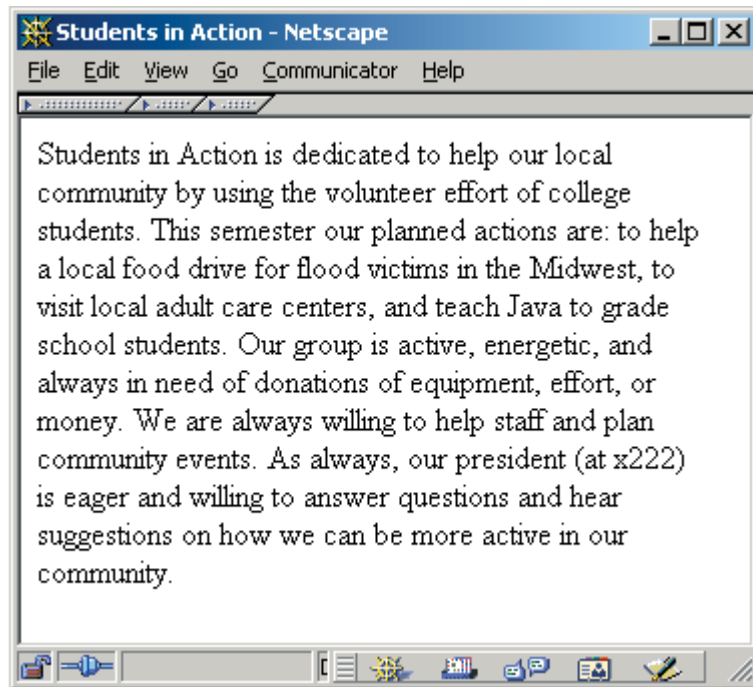 Students in Action - Netscape
File Edit View Go Communicator Help
Students in Action is dedicated to help our local
community by using the volunteer effort of college
students. This semester our planned actions are: to help
a local food drive for flood victims in the Midwest, to
visit local adult care centers, and teach Java to grade
school students. Our group is active, energetic, and
always in need of donations of equipment, effort, or
money. We are always willing to help staff and plan
community events. As always, our president (at x222)
is eager and willing to answer questions and hear
suggestions on how we can be more active in our
community.